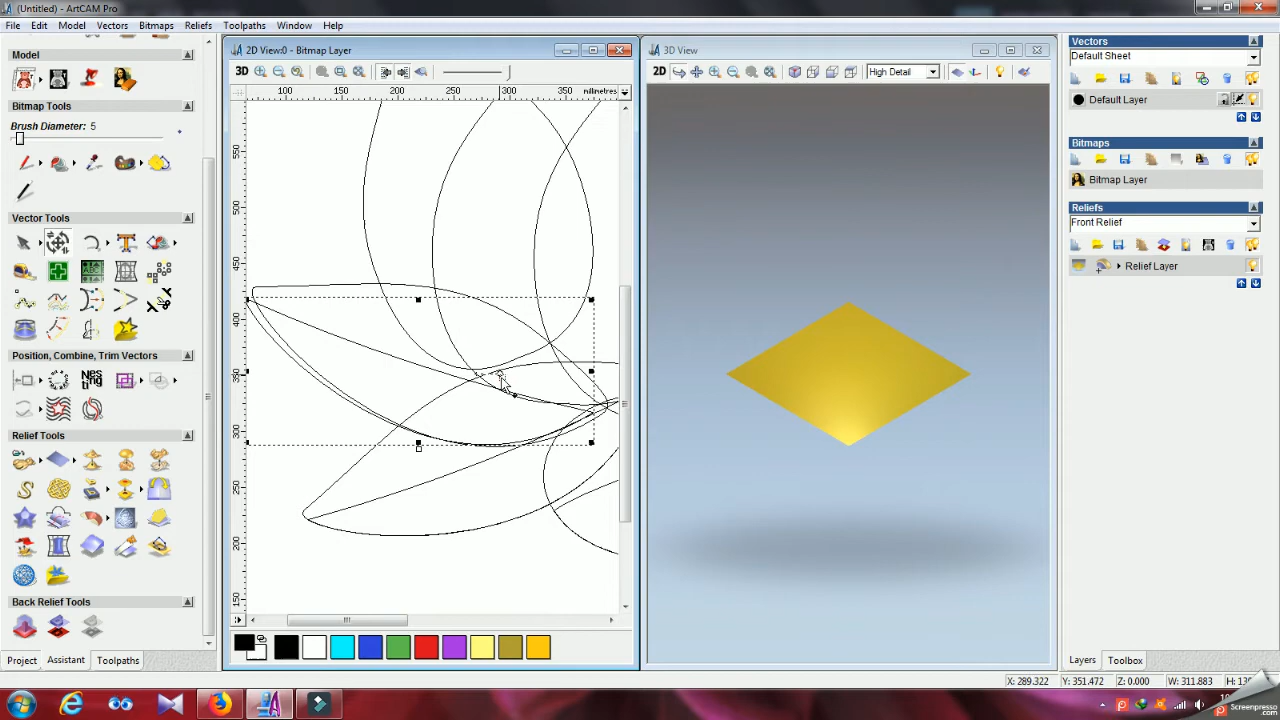 (Untitled) - ArtCAM Pro
File Edit Model Vectors Bitmaps Reliefs Toolpaths Window Help
Model
Bitmap Tools
Brush Diameter: 5
Vector Tools
ABC
Position, Combine, Trim Vectors
Nesting
Relief Tools
Back Relief Tools
Project Assistant Toolpaths
2D View:0 - Bitmap Layer
3D
100 150 200 250 300 350 millimetres
550
500
450
400
350
300
250
200
150
3D View
2D High Detail
Vectors
Default Sheet
Default Layer
Bitmaps
Bitmap Layer
Reliefs
Front Relief
Relief Layer
Layers Toolbox
X: 289.322 Y: 351.472 Z: 0.000 W: 311.883
Screenpresso
.com